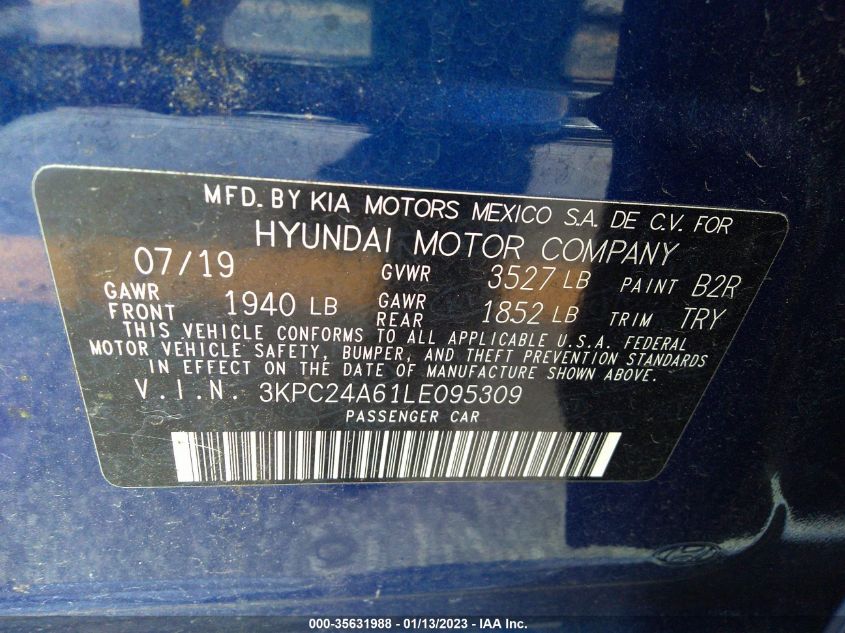 MFD. BY KIA MOTORS MEXICO S.A. DE C.V. FOR
HYUNDAI MOTOR COMPANY
07/19 GVWR 3527 LB PAINT B2R
GAWR FRONT 1940 LB GAWR REAR 1852 LB TRIM TRY
THIS VEHICLE CONFORMS TO ALL APPLICABLE U.S.A. FEDERAL
MOTOR VEHICLE SAFETY, BUMPER, AND THEFT PREVENTION STANDARDS
IN EFFECT ON THE DATE OF MANUFACTURE SHOWN ABOVE.
V.I.N. 3KPC24A61LE095309
PASSENGER CAR
000-35631988 - 01/13/2023 - IAA Inc.